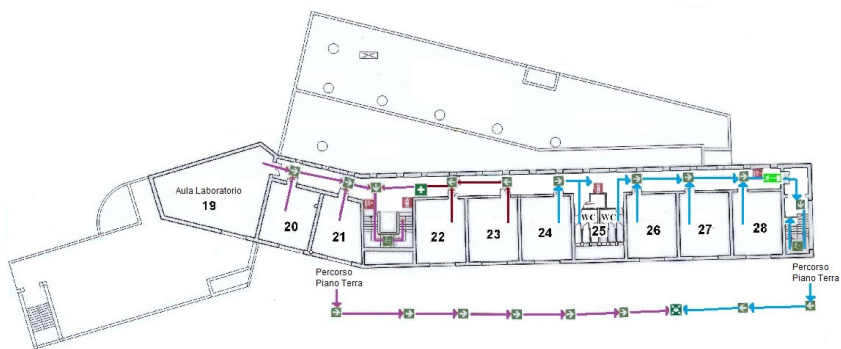 Aula Laboratorio
19
20
21
22
23
24
WC
WC
25
26
27
28
Percorso
Piano Terra
Percorso
Piano Terra